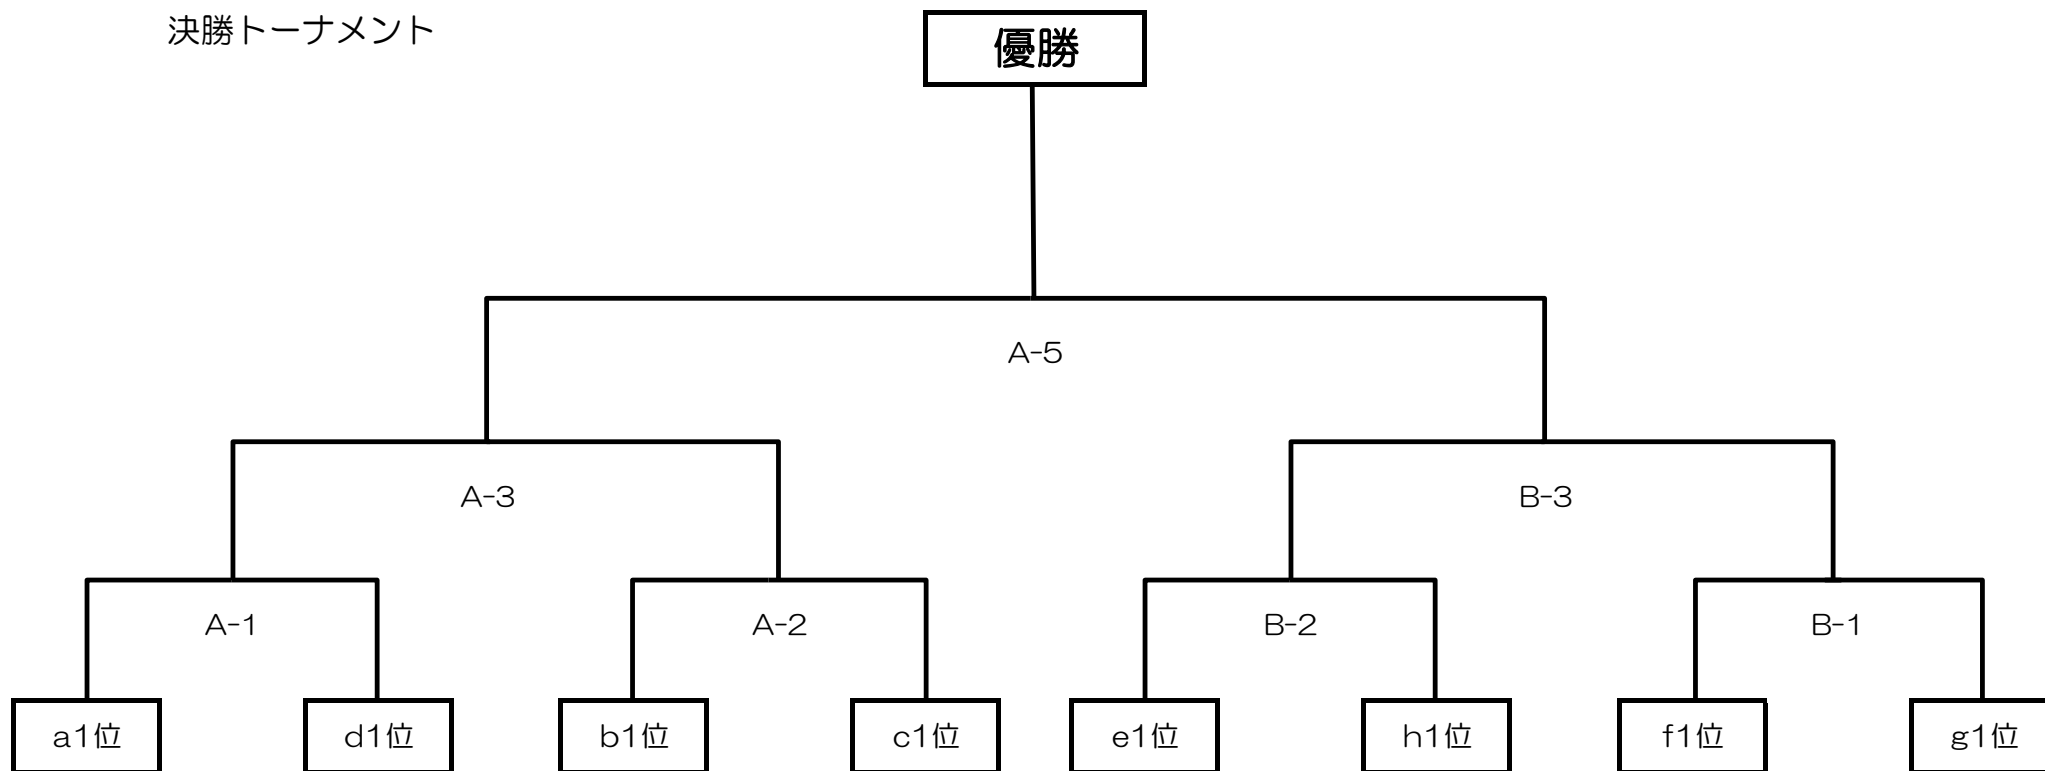 決勝トーナメント
優勝
A-5
A-3
B-3
A-1
A-2
B-2
B-1
a1位
d1位
b1位
c1位
e1位
h1位
f1位
g1位